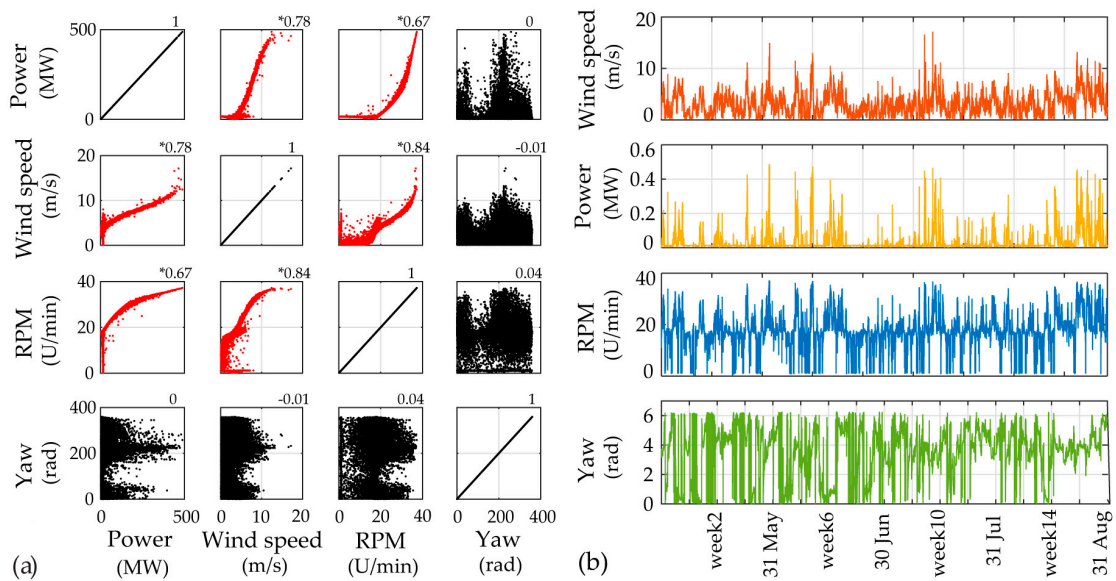 1
*0.78
*0.67
0
Power
(MW)
500
0
*0.78
1
*0.84
-0.01
Wind speed
(m/s)
20
10
0
*0.67
*0.84
1
0.04
RPM
(U/min)
40
20
0
0
-0.01
0.04
1
Yaw
(rad)
400
200
0
0
500
0
10
20
0
20
40
0
200
400
Power
(MW)
Wind speed
(m/s)
RPM
(U/min)
Yaw
(rad)
(a)
Wind speed
(m/s)
20
10
0
Power
(MW)
0.6
0.4
0.2
0
RPM
(U/min)
40
20
0
Yaw
(rad)
6
4
2
0
week2
31 May
week6
30 Jun
week10
31 Jul
week14
31 Aug
(b)